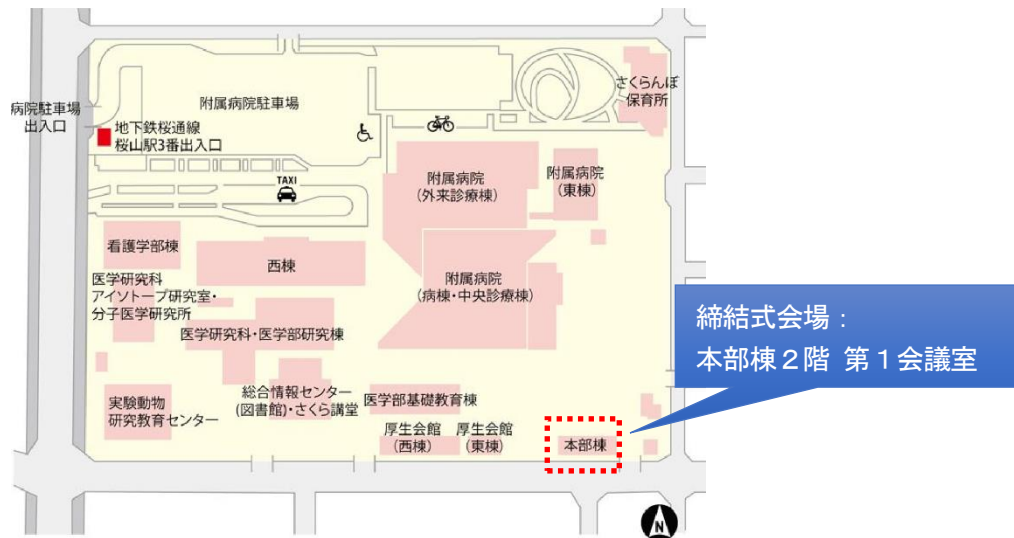 さくらんぼ
保育所
病院駐車場
出入口
附属病院駐車場
地下鉄桜通線
桜山駅3番出入口
TAXI
附属病院
(外来診療棟)
附属病院
(東棟)
看護学部棟
西棟
医学研究科
アイソトープ研究室・
分子医学研究所
附属病院
(病棟・中央診療棟)
締結式会場：
本部棟２階 第１会議室
医学研究科・医学部研究棟
実験動物
研究教育センター
総合情報センター
(図書館)・さくら講堂
医学部基礎教育棟
厚生会館
(西棟)
厚生会館
(東棟)
本部棟
N